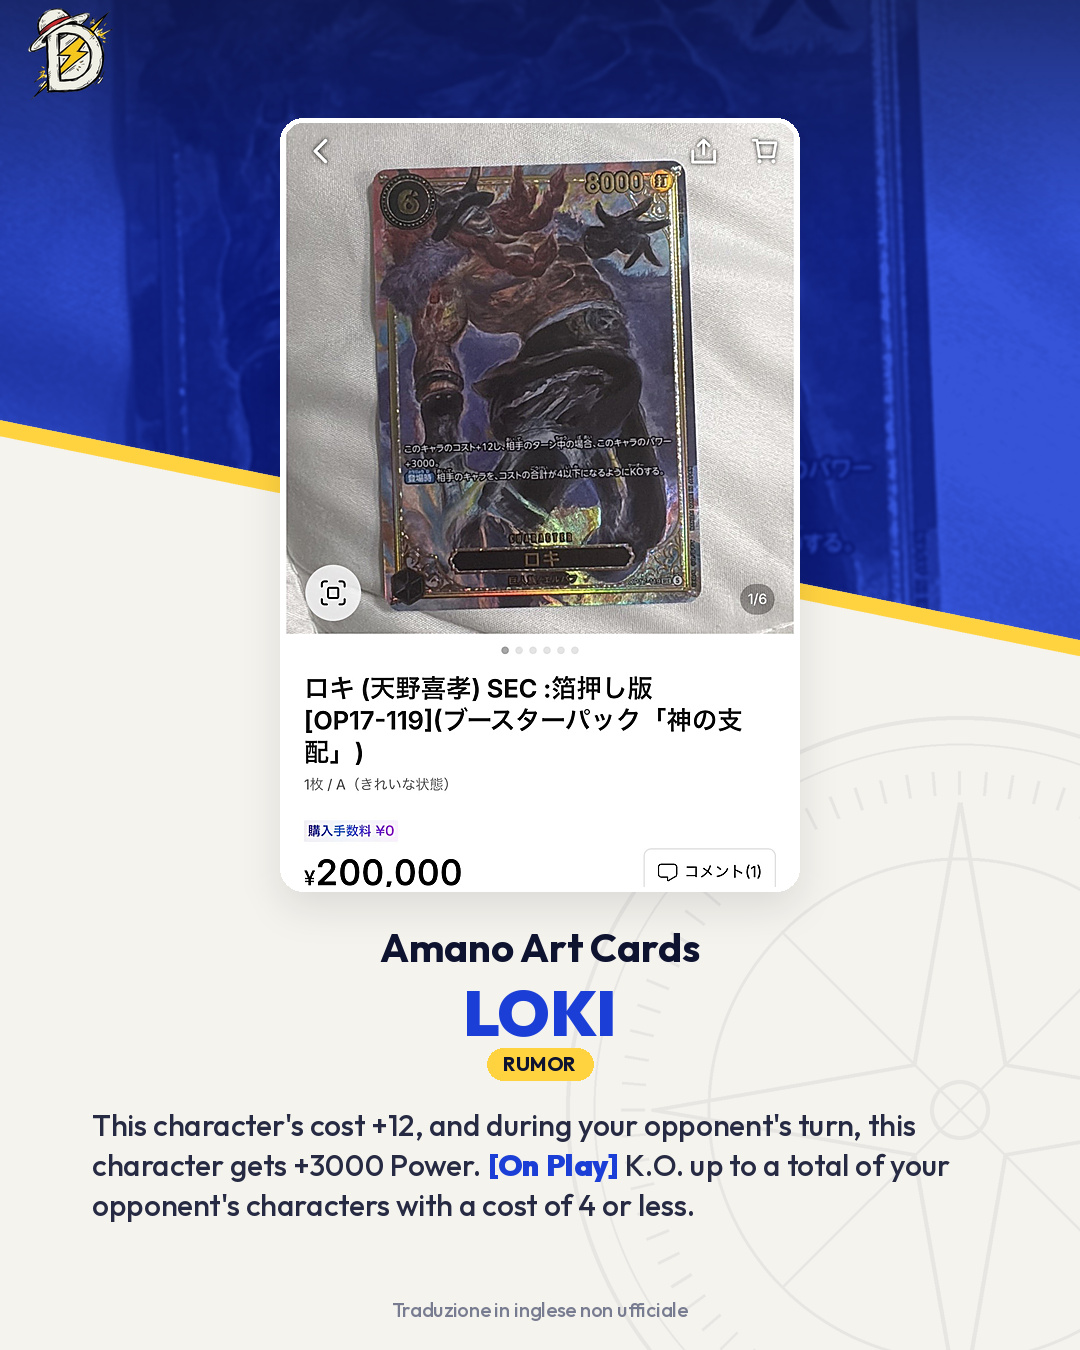 D
6
8000 打
このキャラのコスト+12し、相手のターン中の場合、このキャラのパワー
+3000。
登場時 相手のキャラを、コストの合計が4以下になるようにKOする。
CHARACTER
ロキ
1/6
ロキ (天野喜孝) SEC :箔押し版
[OP17-119](ブースターパック「神の支
配」)
1枚 / A（きれいな状態）
購入手数料 ¥0
¥200,000
コメント(1)
Amano Art Cards
LOKI
RUMOR
This character's cost +12, and during your opponent's turn, this
character gets +3000 Power. [On Play] K.O. up to a total of your
opponent's characters with a cost of 4 or less.
Traduzione in inglese non ufficiale